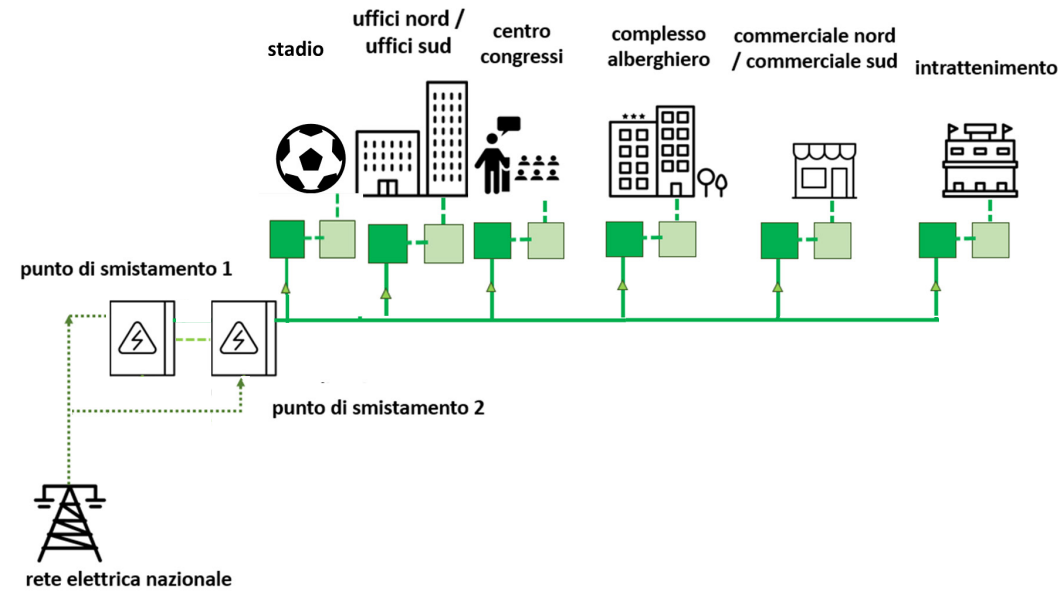 stadio
uffici nord /
uffici sud
centro
congressi
complesso
alberghiero
commerciale nord
/ commerciale sud
intrattenimento
punto di smistamento 1
punto di smistamento 2
rete elettrica nazionale